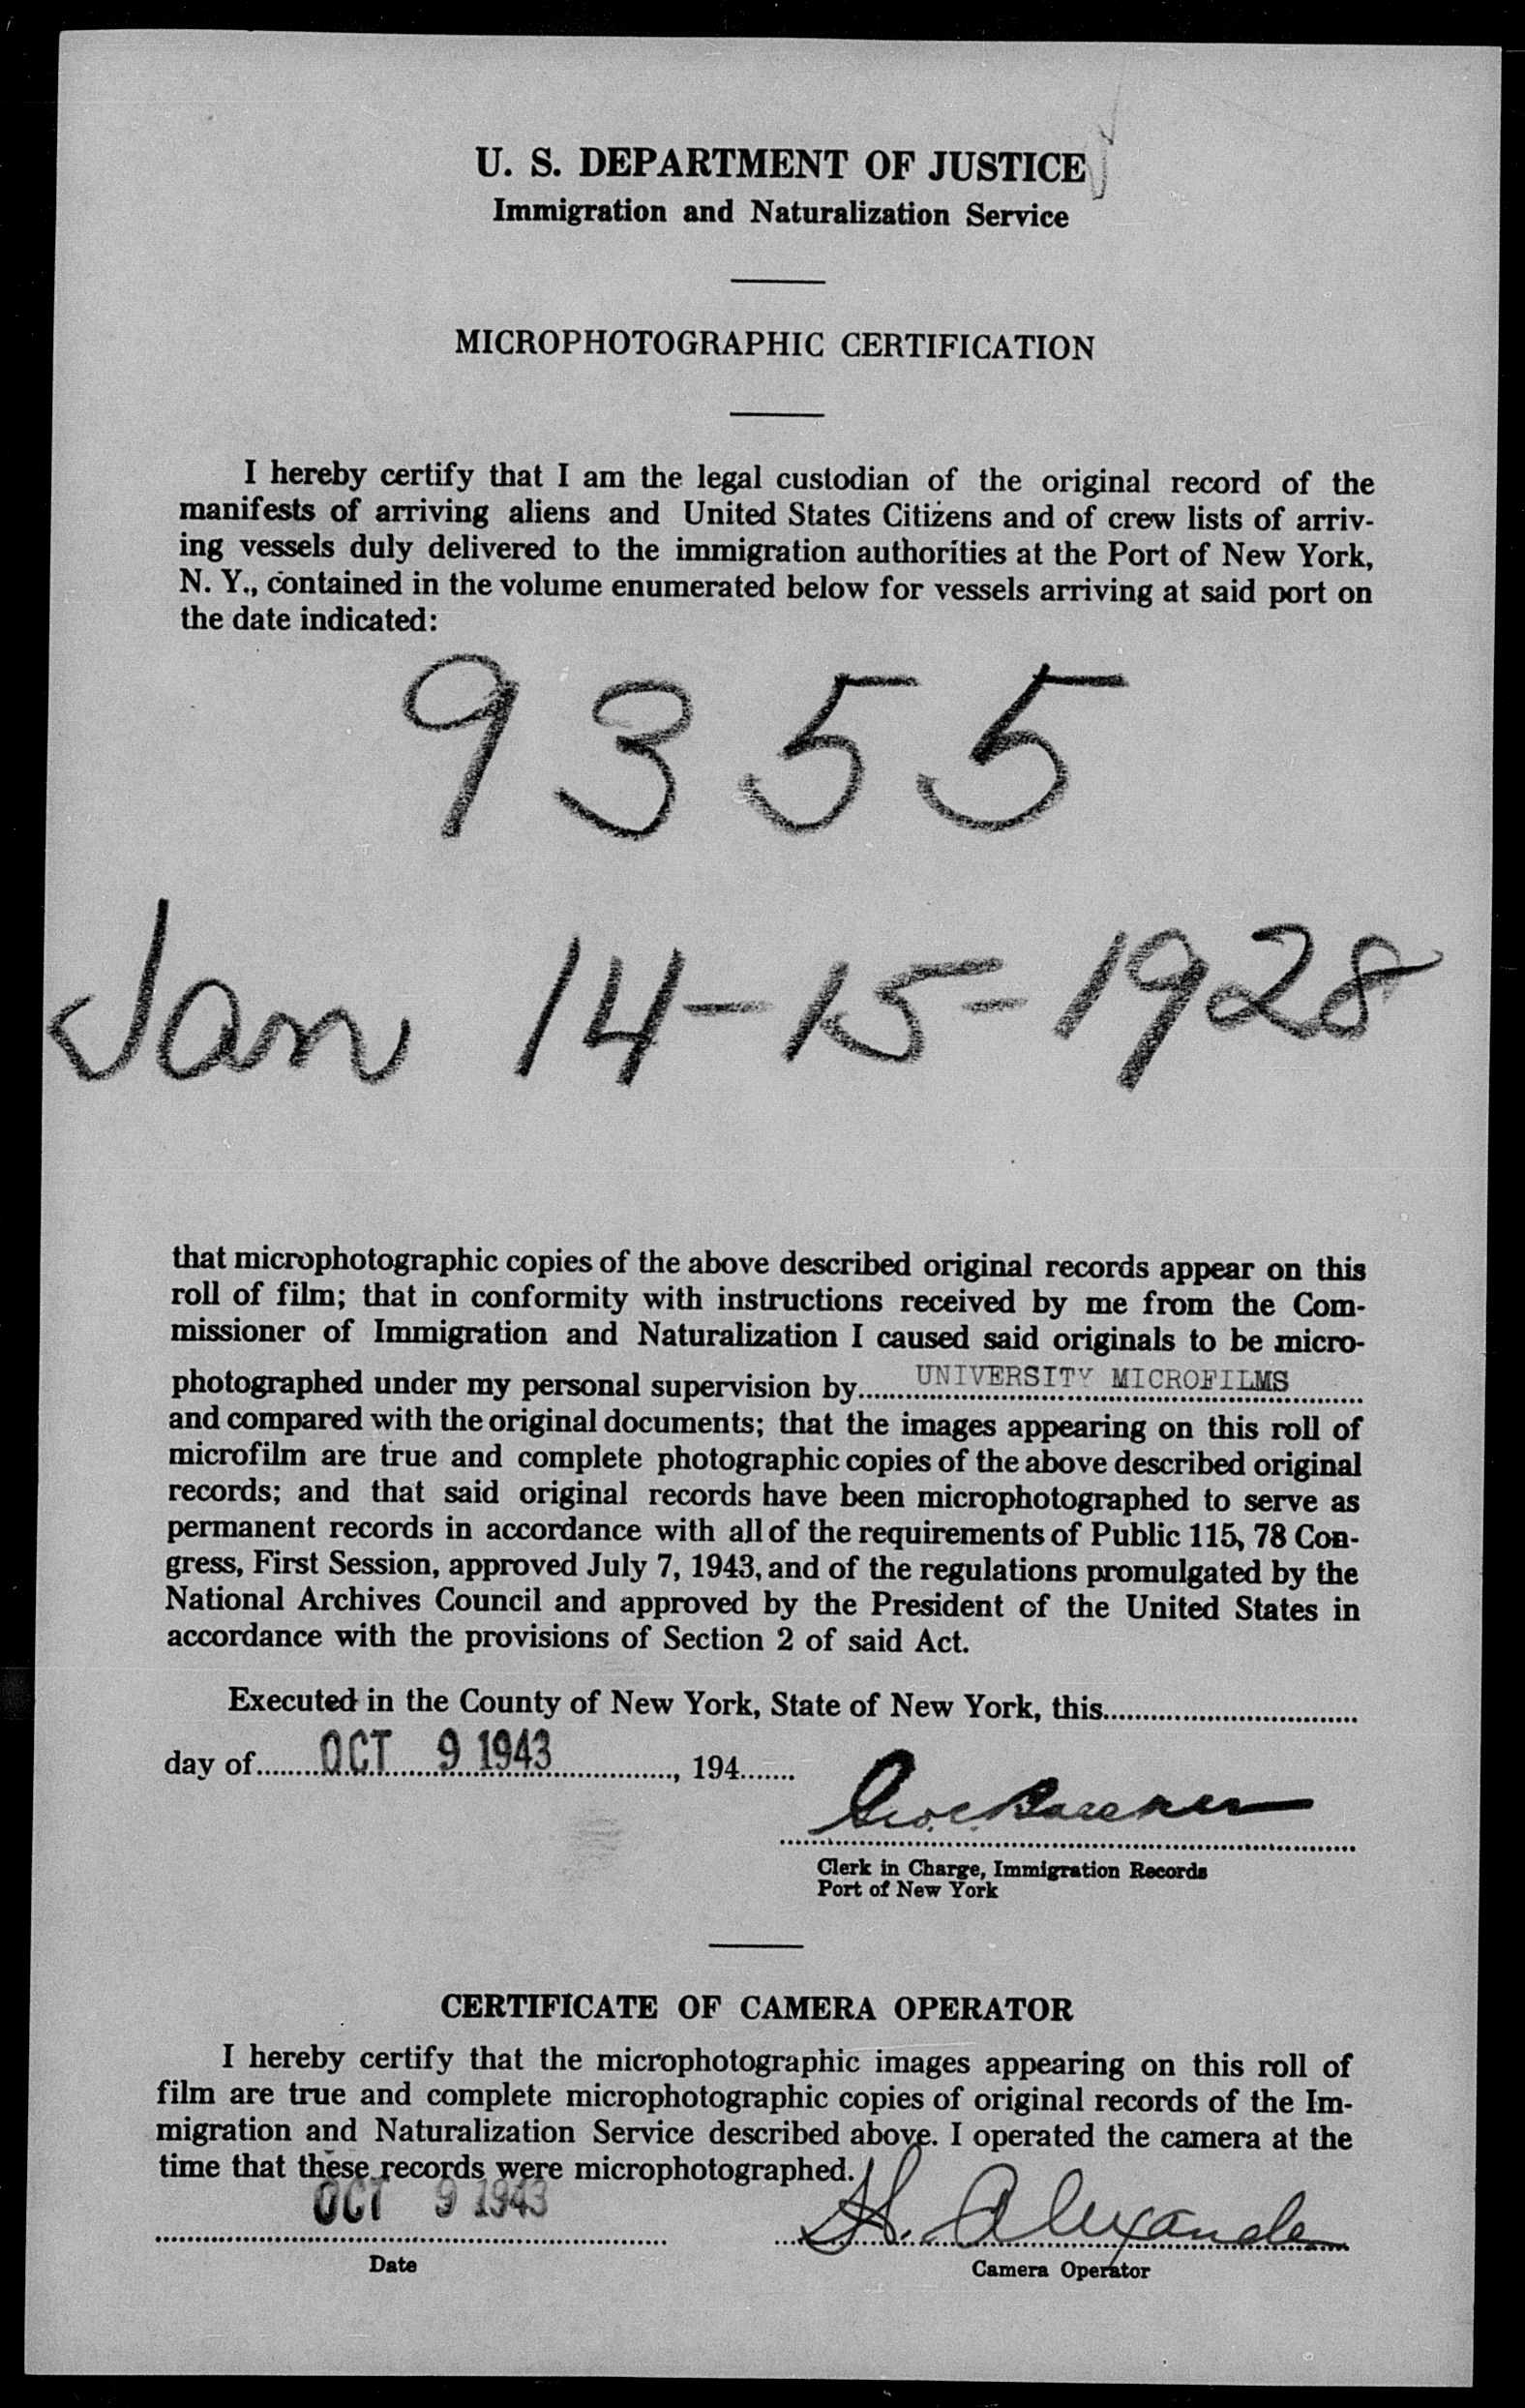 U. S. DEPARTMENT OF JUSTICE
Immigration and Naturalization Service
MICROPHOTOGRAPHIC CERTIFICATION
I hereby certify that I am the legal custodian of the original record of the
manifests of arriving aliens and United States Citizens and of crew lists of arriv-
ing vessels duly delivered to the immigration authorities at the Port of New York,
N. Y., contained in the volume enumerated below for vessels arriving at said port on
the date indicated:
9355
Jan 14-15-1928
that microphotographic copies of the above described original records appear on this
roll of film; that in conformity with instructions received by me from the Com-
missioner of Immigration and Naturalization I caused said originals to be micro-
photographed under my personal supervision by UNIVERSITY MICROFILMS
and compared with the original documents; that the images appearing on this roll of
microfilm are true and complete photographic copies of the above described original
records; and that said original records have been microphotographed to serve as
permanent records in accordance with all of the requirements of Public 115, 78 Con-
gress, First Session, approved July 7, 1943, and of the regulations promulgated by the
National Archives Council and approved by the President of the United States in
accordance with the provisions of Section 2 of said Act.
Executed in the County of New York, State of New York, this
day of OCT 9 1943, 194
Clerk in Charge, Immigration Records
Port of New York
CERTIFICATE OF CAMERA OPERATOR
I hereby certify that the microphotographic images appearing on this roll of
film are true and complete microphotographic copies of original records of the Im-
migration and Naturalization Service described above. I operated the camera at the
time that these records were microphotographed.
OCT 9 1943 H. Alexander
Date Camera Operator